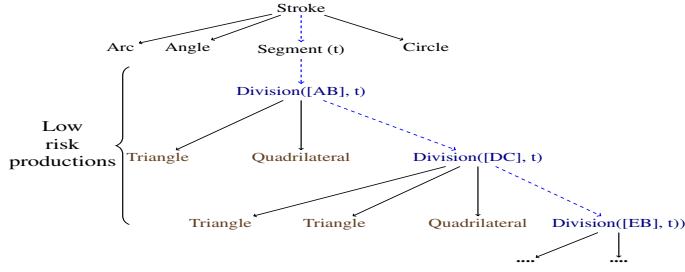 Stroke
Arc Angle Segment (t) Circle
Division([AB], t)
Low
risk
productions
Triangle Quadrilateral Division([DC], t)
Triangle Triangle Quadrilateral Division([EB], t))
.... ....